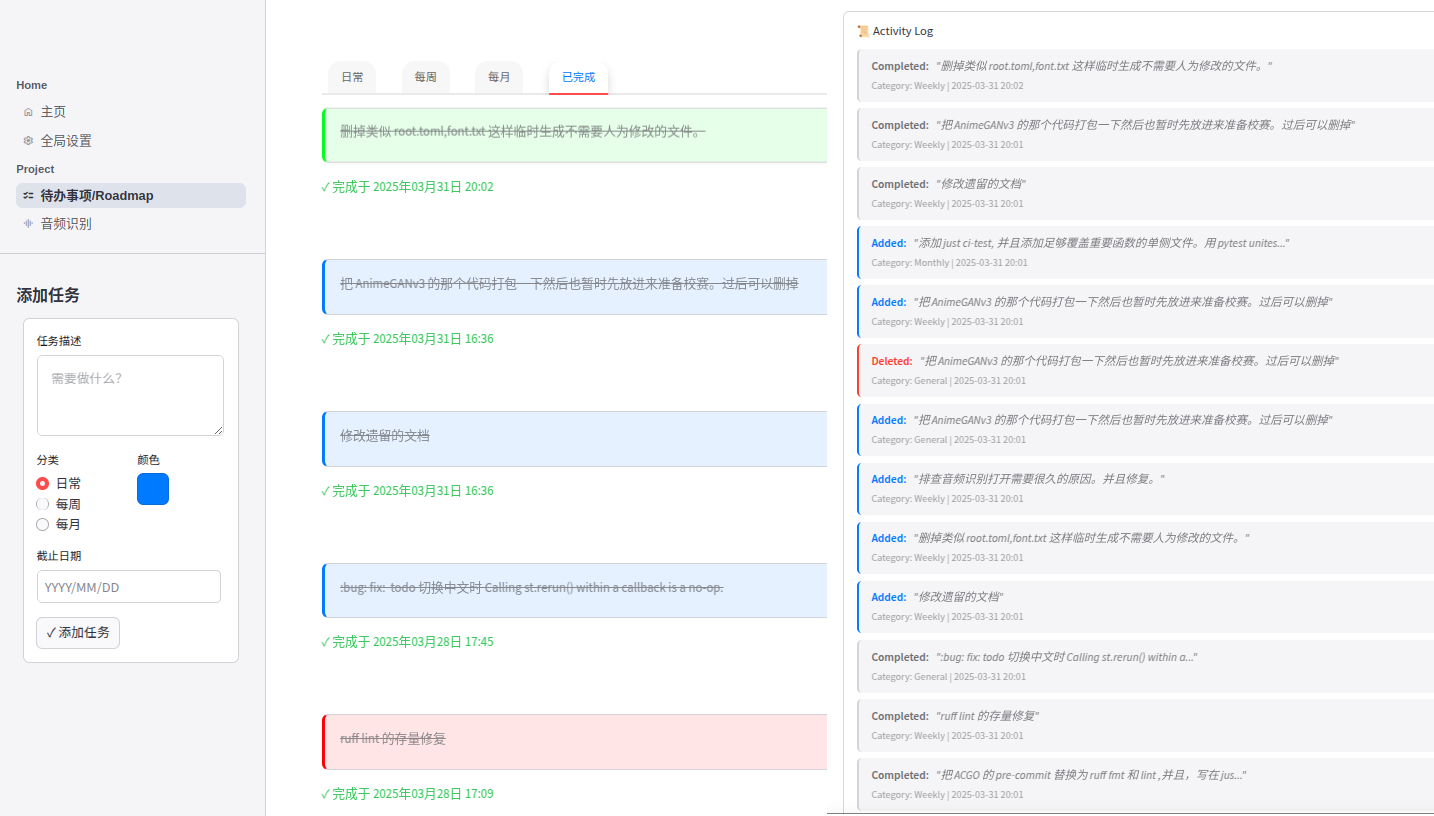 Home
主页
全局设置
Project
待办事项/Roadmap
音频识别
添加任务
任务描述
需要做什么？
分类
颜色
日常
每周
每月
截止日期
YYYY/MM/DD
✓ 添加任务
日常
每周
每月
已完成
删掉类似 root.toml,font.txt 这样临时生成不需要人为修改的文件。
✓ 完成于 2025年03月31日 20:02
把 AnimeGANv3 的那个代码打包一下然后也暂时先放进来准备校赛。过后可以删掉
✓ 完成于 2025年03月31日 16:36
修改遗留的文档
✓ 完成于 2025年03月31日 16:36
:bug: fix: todo 切换中文时 Calling st.rerun() within a callback is a no-op.
✓ 完成于 2025年03月28日 17:45
ruff lint 的存量修复
✓ 完成于 2025年03月28日 17:09
📜 Activity Log
Completed: "删掉类似 root.toml,font.txt 这样临时生成不需要人为修改的文件。"
Category: Weekly | 2025-03-31 20:02
Completed: "把 AnimeGANv3 的那个代码打包一下然后也暂时先放进来准备校赛。过后可以删掉"
Category: Weekly | 2025-03-31 20:01
Completed: "修改遗留的文档"
Category: Weekly | 2025-03-31 20:01
Added: "添加 just ci-test, 并且添加足够覆盖重要函数的单侧文件。用 pytest unites..."
Category: Monthly | 2025-03-31 20:01
Added: "把 AnimeGANv3 的那个代码打包一下然后也暂时先放进来准备校赛。过后可以删掉"
Category: Weekly | 2025-03-31 20:01
Deleted: "把 AnimeGANv3 的那个代码打包一下然后也暂时先放进来准备校赛。过后可以删掉"
Category: General | 2025-03-31 20:01
Added: "把 AnimeGANv3 的那个代码打包一下然后也暂时先放进来准备校赛。过后可以删掉"
Category: General | 2025-03-31 20:01
Added: "排查音频识别打开需要很久的原因。并且修复。"
Category: Weekly | 2025-03-31 20:01
Added: "删掉类似 root.toml,font.txt 这样临时生成不需要人为修改的文件。"
Category: Weekly | 2025-03-31 20:01
Added: "修改遗留的文档"
Category: Weekly | 2025-03-31 20:01
Completed: ":bug: fix: todo 切换中文时 Calling st.rerun() within a..."
Category: General | 2025-03-31 20:01
Completed: "ruff lint 的存量修复"
Category: Weekly | 2025-03-31 20:01
Completed: "把 ACGO 的 pre-commit 替换为 ruff fmt 和 lint ,并且，写在 jus..."
Category: Weekly | 2025-03-31 20:01